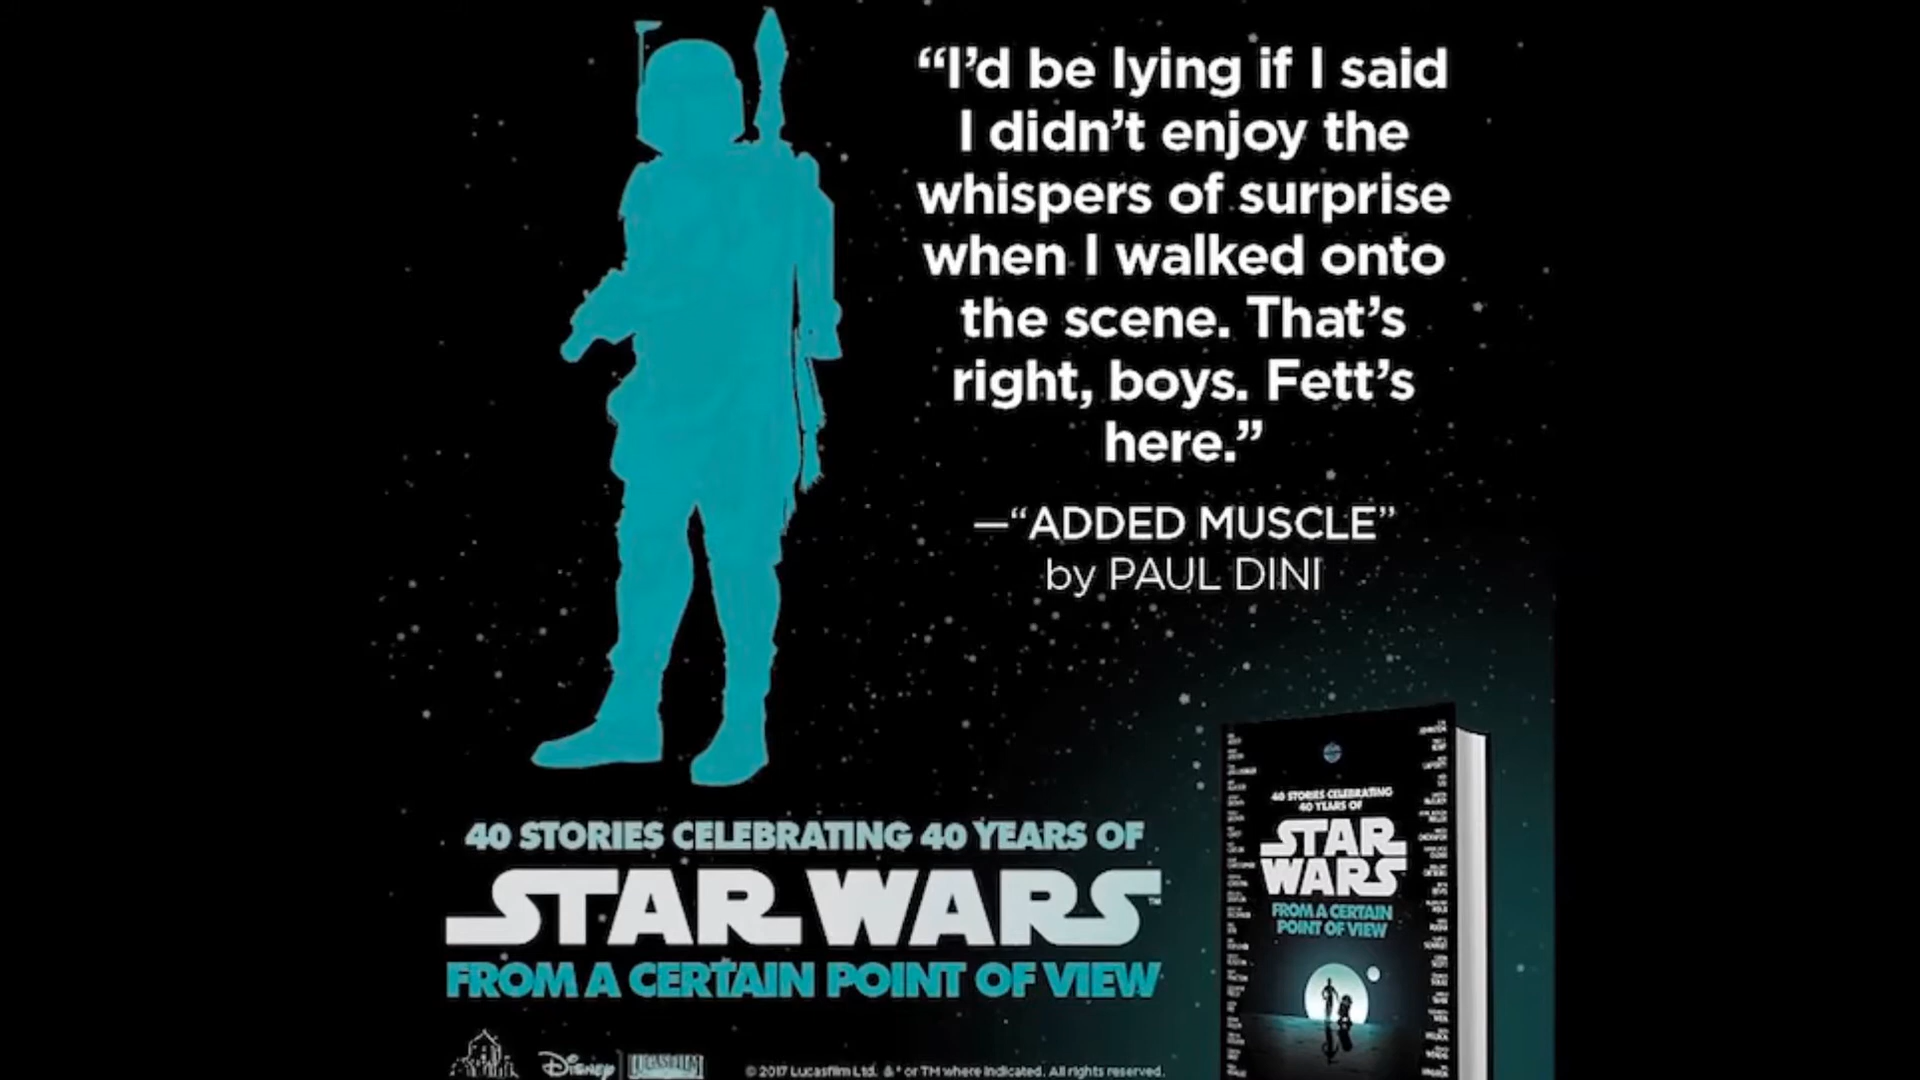 “I’d be lying if I said
I didn’t enjoy the
whispers of surprise
when I walked onto
the scene. That’s
right, boys. Fett’s
here.”
—“ADDED MUSCLE”
by PAUL DINI
40 STORIES CELEBRATING 40 YEARS OF
STAR WARS™
FROM A CERTAIN POINT OF VIEW
Disney
LUCASFILM
© 2017 Lucasfilm Ltd. & ® or TM where indicated. All rights reserved.
40 STORIES CELEBRATING
40 YEARS OF
STAR
WARS
FROM A CERTAIN
POINT OF VIEW